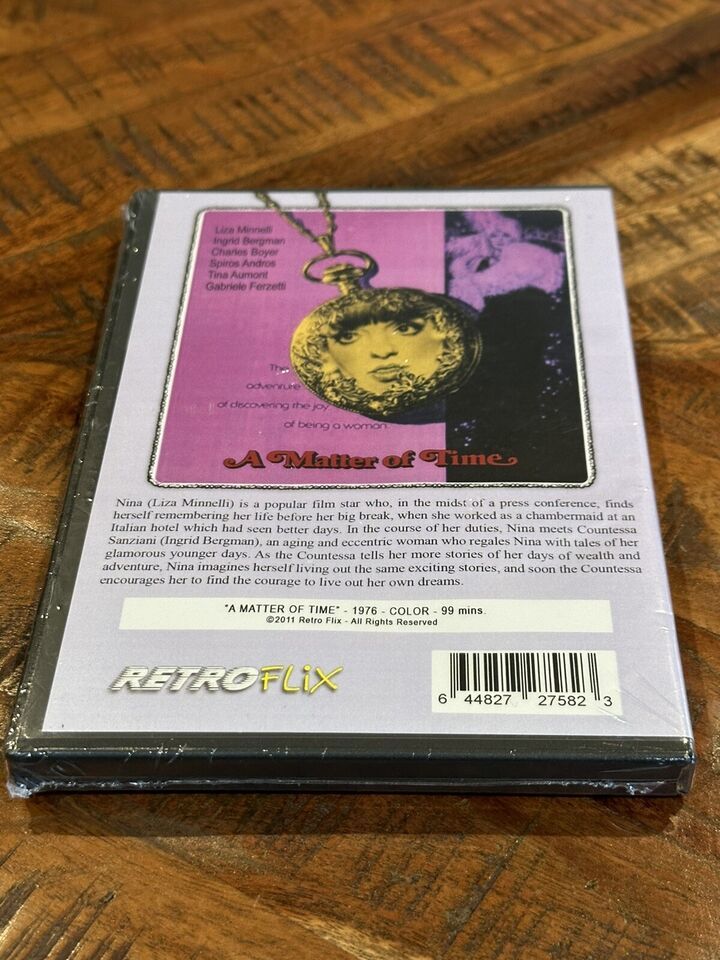 Liza Minnelli
Ingrid Bergman
Charles Boyer
Spiros Andros
Tina Aumont
Gabriele Ferzetti
The
adventure
of discovering the joy
of being a woman.
A Matter of Time
Nina (Liza Minnelli) is a popular film star who, in the midst of a press conference, finds
herself remembering her life before her big break, when she worked as a chambermaid at an
Italian hotel which had seen better days. In the course of her duties, Nina meets Countessa
Sanziani (Ingrid Bergman), an aging and eccentric woman who regales Nina with tales of her
glamorous younger days. As the Countessa tells her more stories of her days of wealth and
adventure, Nina imagines herself living out the same exciting stories, and soon the Countessa
encourages her to find the courage to live out her own dreams.
"A MATTER OF TIME" - 1976 - COLOR - 99 mins.
©2011 Retro Flix - All Rights Reserved
RETROFLiX
6 44827 27582 3